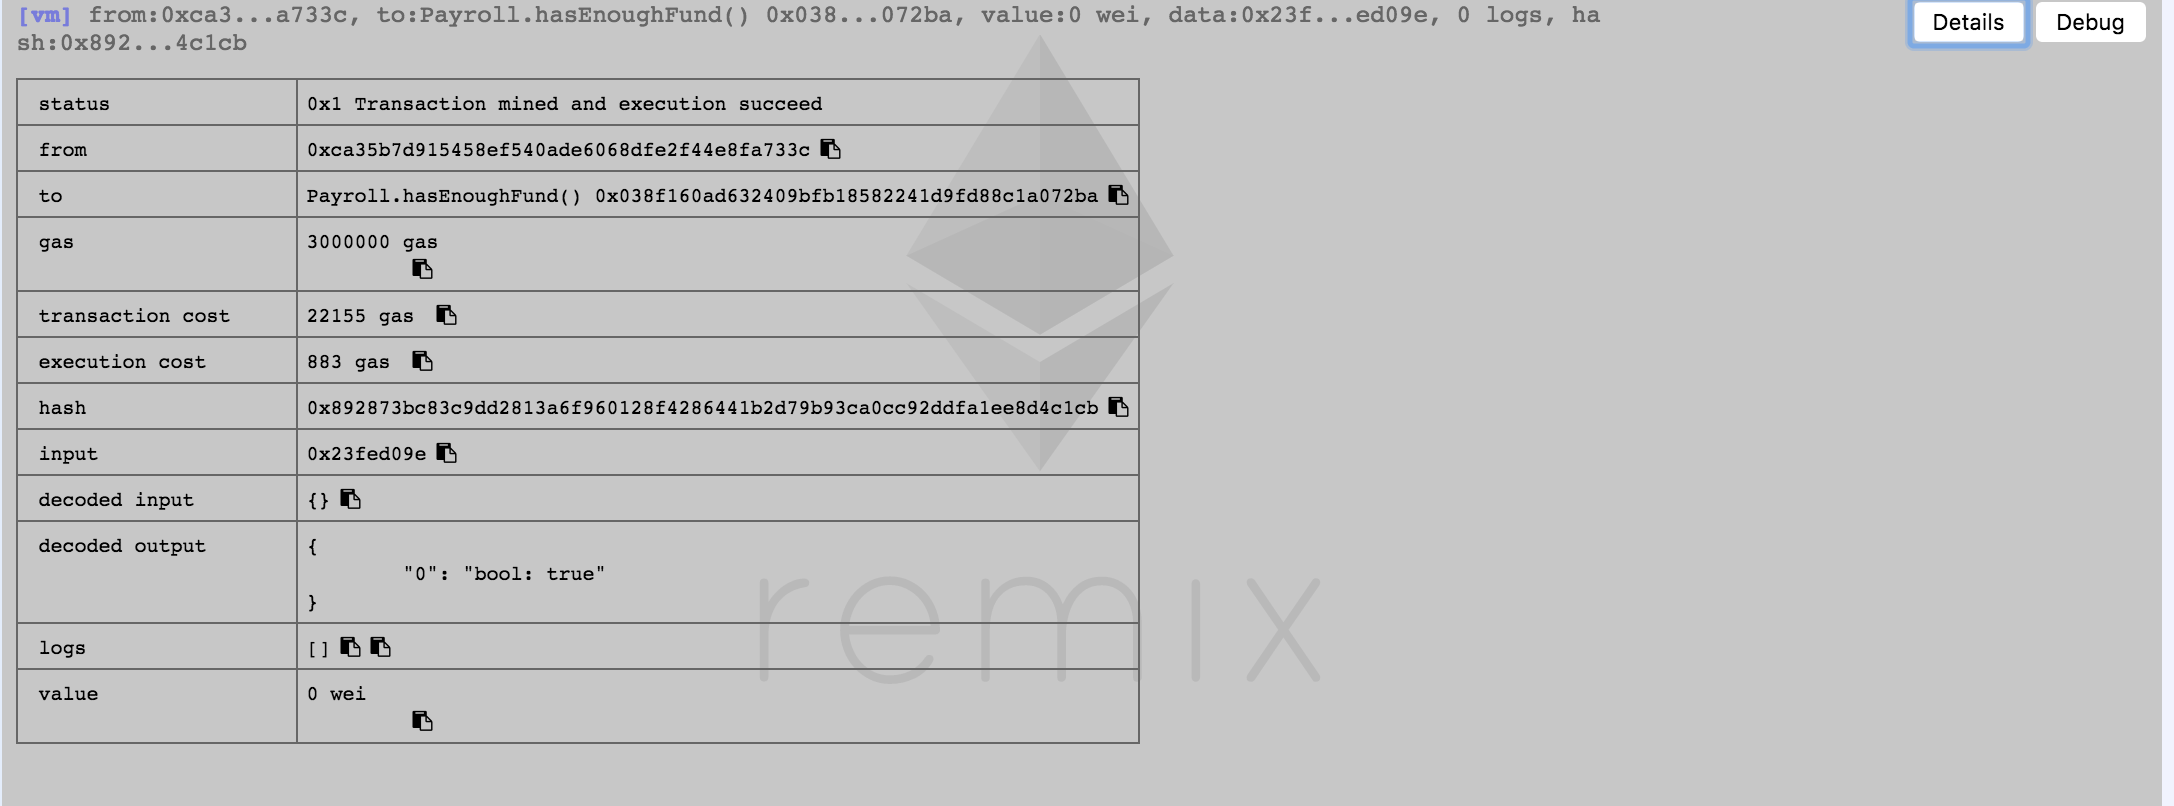 [vm] from:0xca3...a733c, to:Payroll.hasEnoughFund() 0x038...072ba, value:0 wei, data:0x23f...ed09e, 0 logs, ha
sh:0x892...4c1cb
Details
Debug
status 0x1 Transaction mined and execution succeed
from 0xca35b7d915458ef540ade6068dfe2f44e8fa733c
to Payroll.hasEnoughFund() 0x038f160ad632409bfb18582241d9fd88c1a072ba
gas 3000000 gas
transaction cost 22155 gas
execution cost 883 gas
hash 0x892873bc83c9dd2813a6f960128f4286441b2d79b93ca0cc92ddfa1ee8d4c1cb
input 0x23fed09e
decoded input {}
decoded output {
"0": "bool: true"
}
logs []
value 0 wei
remix